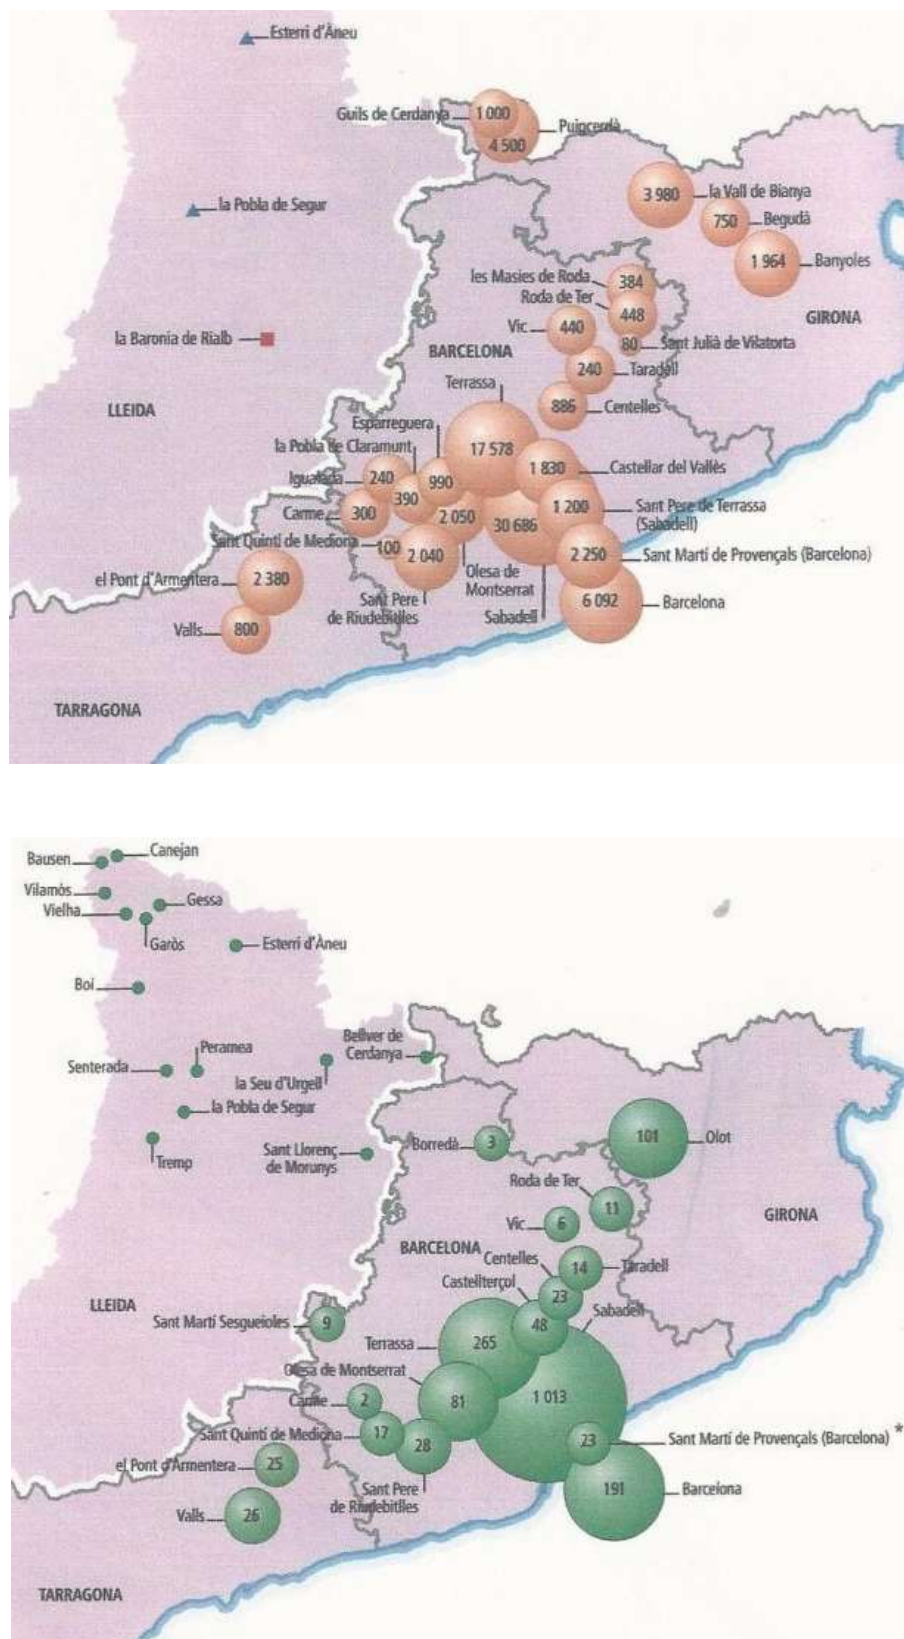 Esterri d'Àneu
Guils de Cerdanya
1 000
Puigcerdà
4 500
3 980
la Vall de Bianya
la Pobla de Segur
750
Begudà
1 964
Banyoles
les Masies de Roda
384
Roda de Ter
448
GIRONA
Vic
440
la Baronia de Rialb
80
Sant Julià de Vilatorta
BARCELONA
240
Taradell
Terrassa
LLEIDA
886
Centelles
Esparreguera
la Pobla de Claramunt
17 578
Igualada
240
990
1 830
Castellar del Vallès
390
Carme
300
2 050
30 686
1 200
Sant Pere de Terrassa
(Sabadell)
Sant Quintí de Mediona
100
2 040
2 250
Sant Martí de Provençals (Barcelona)
el Pont d'Armentera
2 380
Olesa de
Montserrat
Sant Pere
de Riudebitlles
Sabadell
6 092
Barcelona
Valls
800
TARRAGONA
Canejan
Bausen
Vilamòs
Gessa
Vielha
Garòs
Esterri d'Àneu
Boi
Bellver de
Cerdanya
Peramea
Senterada
la Seu d'Urgell
la Pobla de Segur
Tremp
Sant Llorenç
de Morunys
Borredà
3
101
Olot
Roda de Ter
11
Vic
6
GIRONA
BARCELONA
Centelles
14
Taradell
Castellterçol
23
Sabadell
LLEIDA
Sant Martí Sesgueioles
9
48
Terrassa
265
Olesa de Montserrat
Carme
2
81
1 013
Sant Quintí de Mediona
17
28
23
Sant Martí de Provençals (Barcelona) *
el Pont d'Armentera
25
Sant Pere
de Riudebitlles
191
Barcelona
Valls
26
TARRAGONA